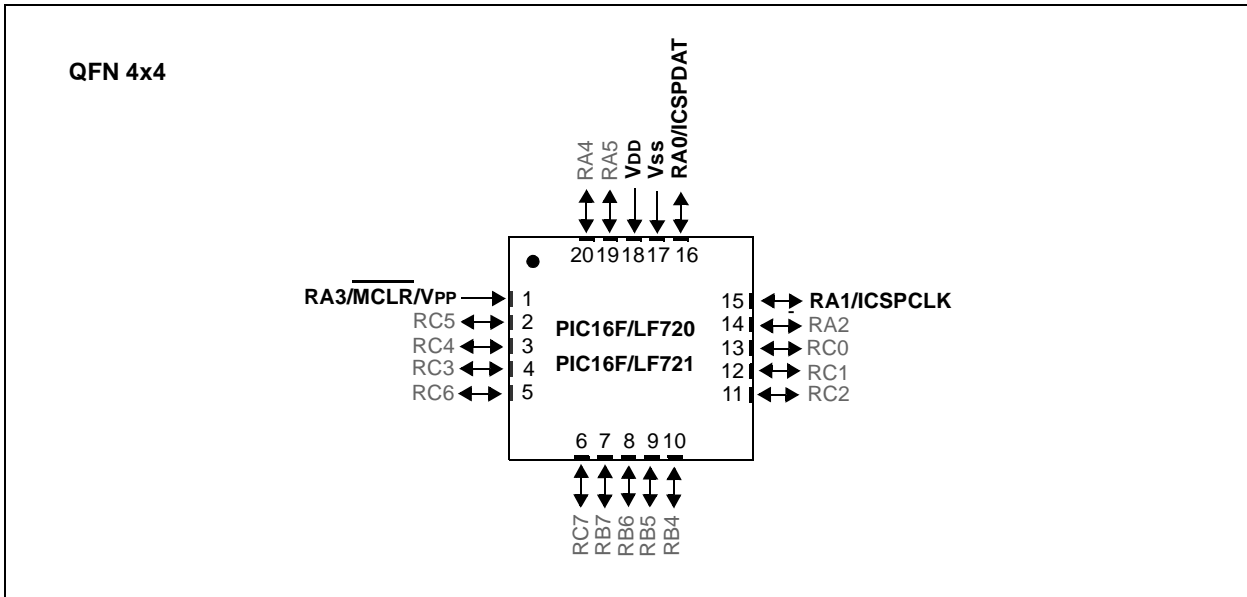 QFN 4x4
RA4
RA5
VDD
VSS
RA0/ICSPDAT
20 19 18 17 16
RA3/MCLR/VPP
1
15
RA1/ICSPCLK
RC5
2
PIC16F/LF720
14
RA2
RC4
3
13
RC0
RC3
4
PIC16F/LF721
12
RC1
RC6
5
11
RC2
6 7 8 9 10
RC7
RB7
RB6
RB5
RB4